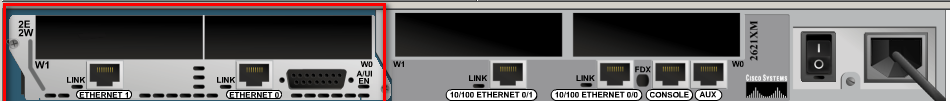 2E
2W
W1
W0
LINK
LINK
A/UI
EN
ETHERNET 1
ETHERNET 0
W1
W0
LINK
LINK
FDX
10/100 ETHERNET 0/1
10/100 ETHERNET 0/0
CONSOLE
AUX
2621XM
CISCO SYSTEMS
I
O